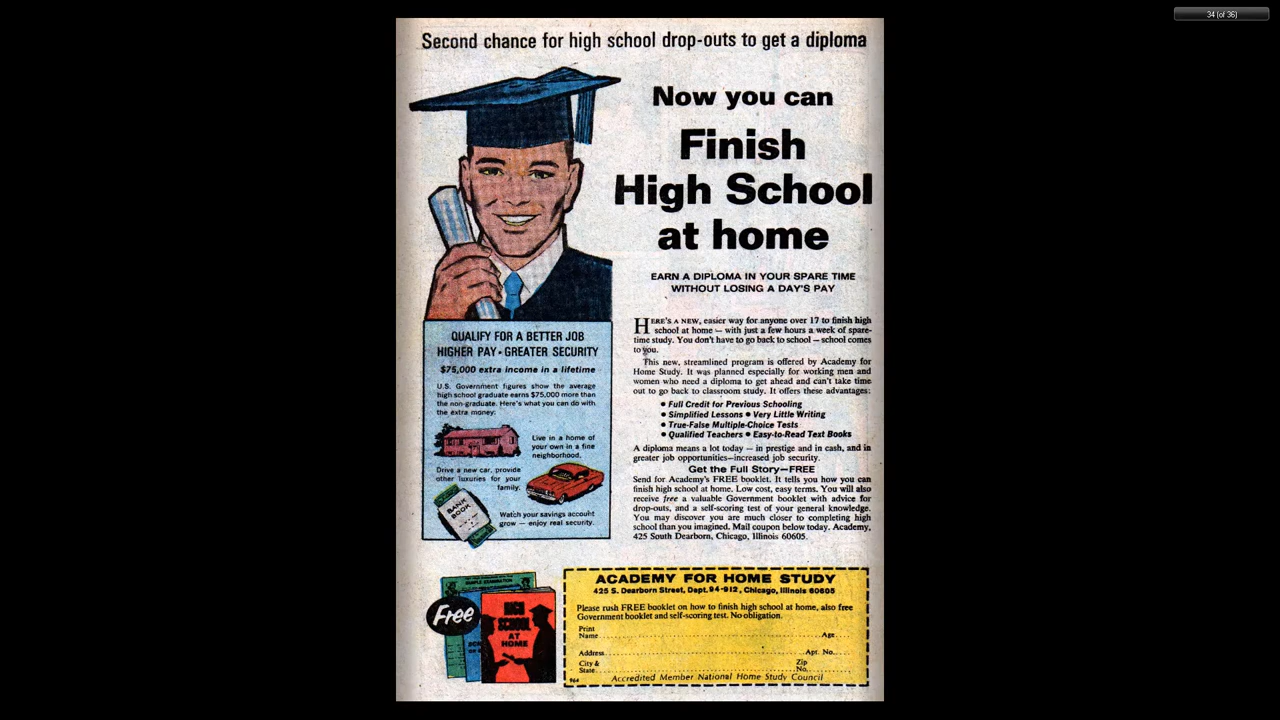 34 (of 36)
Second chance for high school drop-outs to get a diploma
Now you can
Finish
High School
at home
EARN A DIPLOMA IN YOUR SPARE TIME
WITHOUT LOSING A DAY'S PAY
HERE'S A NEW, easier way for anyone over 17 to finish high
school at home — with just a few hours a week of spare-
time study. You don't have to go back to school — school comes
to you.
This new, streamlined program is offered by Academy for
Home Study. It was planned especially for working men and
women who need a diploma to get ahead and can't take time
out to go back to classroom study. It offers these advantages:
● Full Credit for Previous Schooling
● Simplified Lessons ● Very Little Writing
● True-False Multiple-Choice Tests
● Qualified Teachers ● Easy-to-Read Text Books
A diploma means a lot today — in prestige and in cash, and in
greater job opportunities—increased job security.
Get the Full Story—FREE
Send for Academy's FREE booklet. It tells you how you can
finish high school at home. Low cost, easy terms. You will also
receive free a valuable Government booklet with advice for
drop-outs, and a self-scoring test of your general knowledge.
You may discover you are much closer to completing high
school than you imagined. Mail coupon below today. Academy,
425 South Dearborn, Chicago, Illinois 60605.
QUALIFY FOR A BETTER JOB
HIGHER PAY • GREATER SECURITY
$75,000 extra income in a lifetime
U.S. Government figures show the average
high school graduate earns $75,000 more than
the non-graduate. Here's what you can do with
the extra money:
Live in a home of
your own in a fine
neighborhood.
Drive a new car, provide
other luxuries for your
family.
BANK
BOOK
Watch your savings account
grow — enjoy real security.
Free
SAMPLE EXAMINATION
HIGH
SCHOOL
AT
HOME
ACADEMY FOR HOME STUDY
425 S. Dearborn Street, Dept. 94-912, Chicago, Illinois 60605
Please rush FREE booklet on how to finish high school at home, also free
Government booklet and self-scoring test. No obligation.
Print
Name Age
Address Apt. No.
City & Zip
State No.
964 Accredited Member National Home Study Council